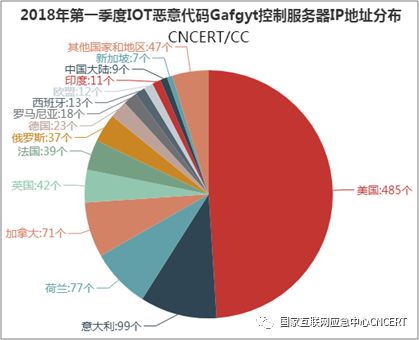 2018年第一季度IOT恶意代码Gafgyt控制服务器IP地址分布
CNCERT/CC
其他国家和地区:47个
新加坡:7个
中国大陆:9个
印度:11个
欧盟:12个
西班牙:13个
罗马尼亚:18个
德国:23个
俄罗斯:37个
法国:39个
英国:42个
加拿大:71个
荷兰:77个
意大利:99个
美国:485个
国家互联网应急中心CNCERT